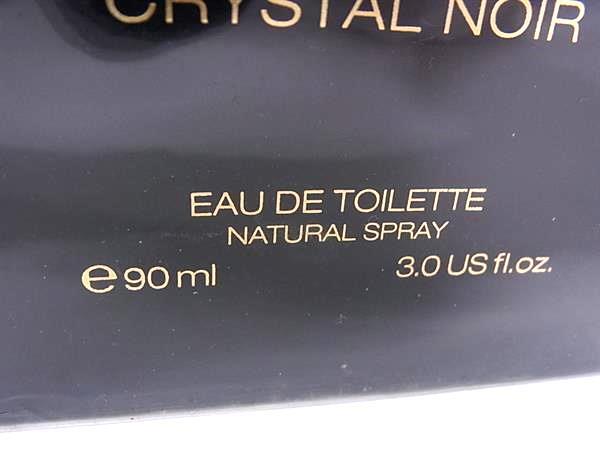 CRYSTAL NOIR
EAU DE TOILETTE
NATURAL SPRAY
℮ 90 ml 3.0 US fl.oz.